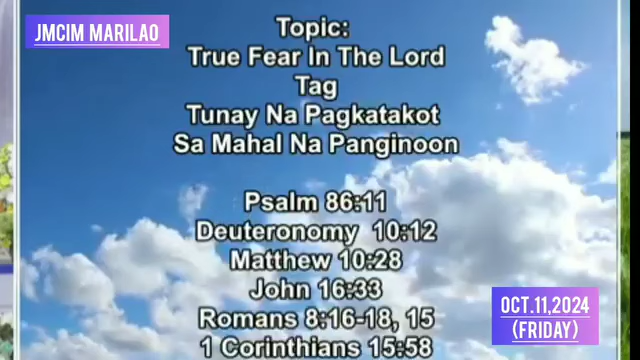 JMCIM MARILAO
Topic:
True Fear In The Lord
Tag
Tunay Na Pagkatakot
Sa Mahal Na Panginoon
Psalm 86:11
Deuteronomy 10:12
Matthew 10:28
John 16:33
Romans 8:16-18, 15
1 Corinthians 15:58
OCT.11,2024
(FRIDAY)